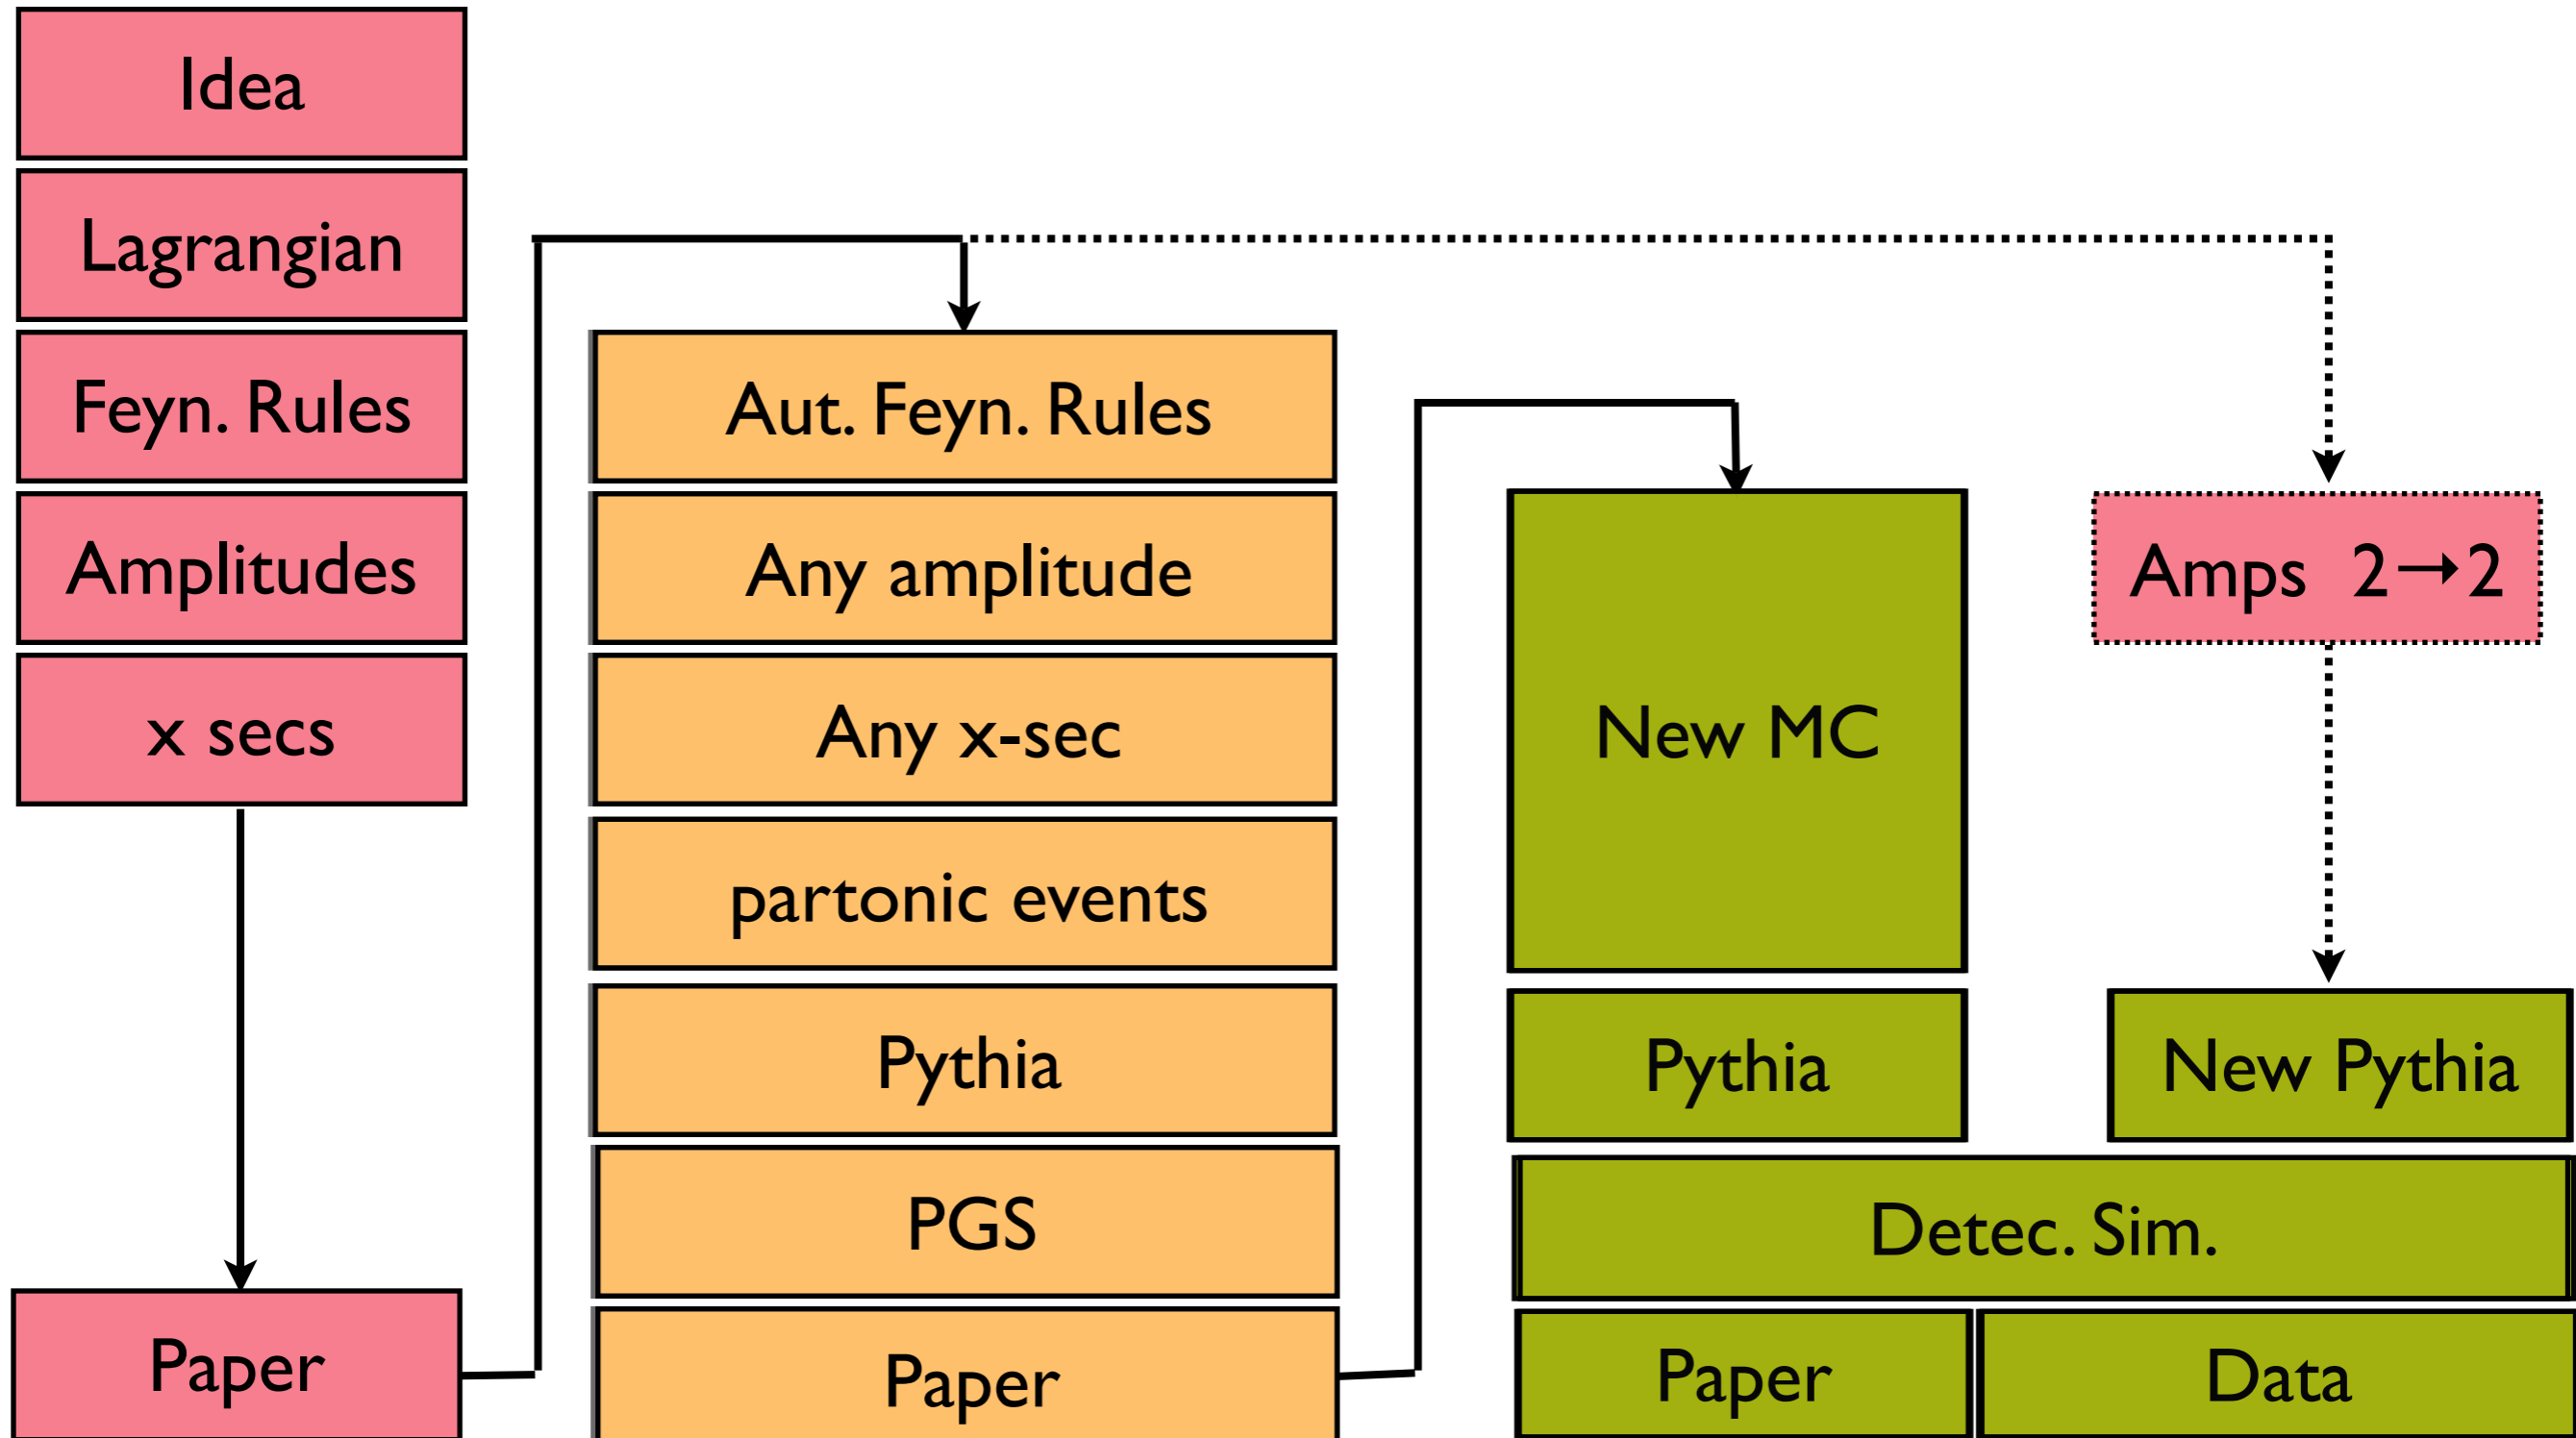 Idea
Lagrangian
Feyn. Rules
Amplitudes
x secs
Paper
Aut. Feyn. Rules
Any amplitude
Any x-sec
partonic events
Pythia
PGS
Paper
New MC
Pythia
Amps 2→2
New Pythia
Detec. Sim.
Paper
Data